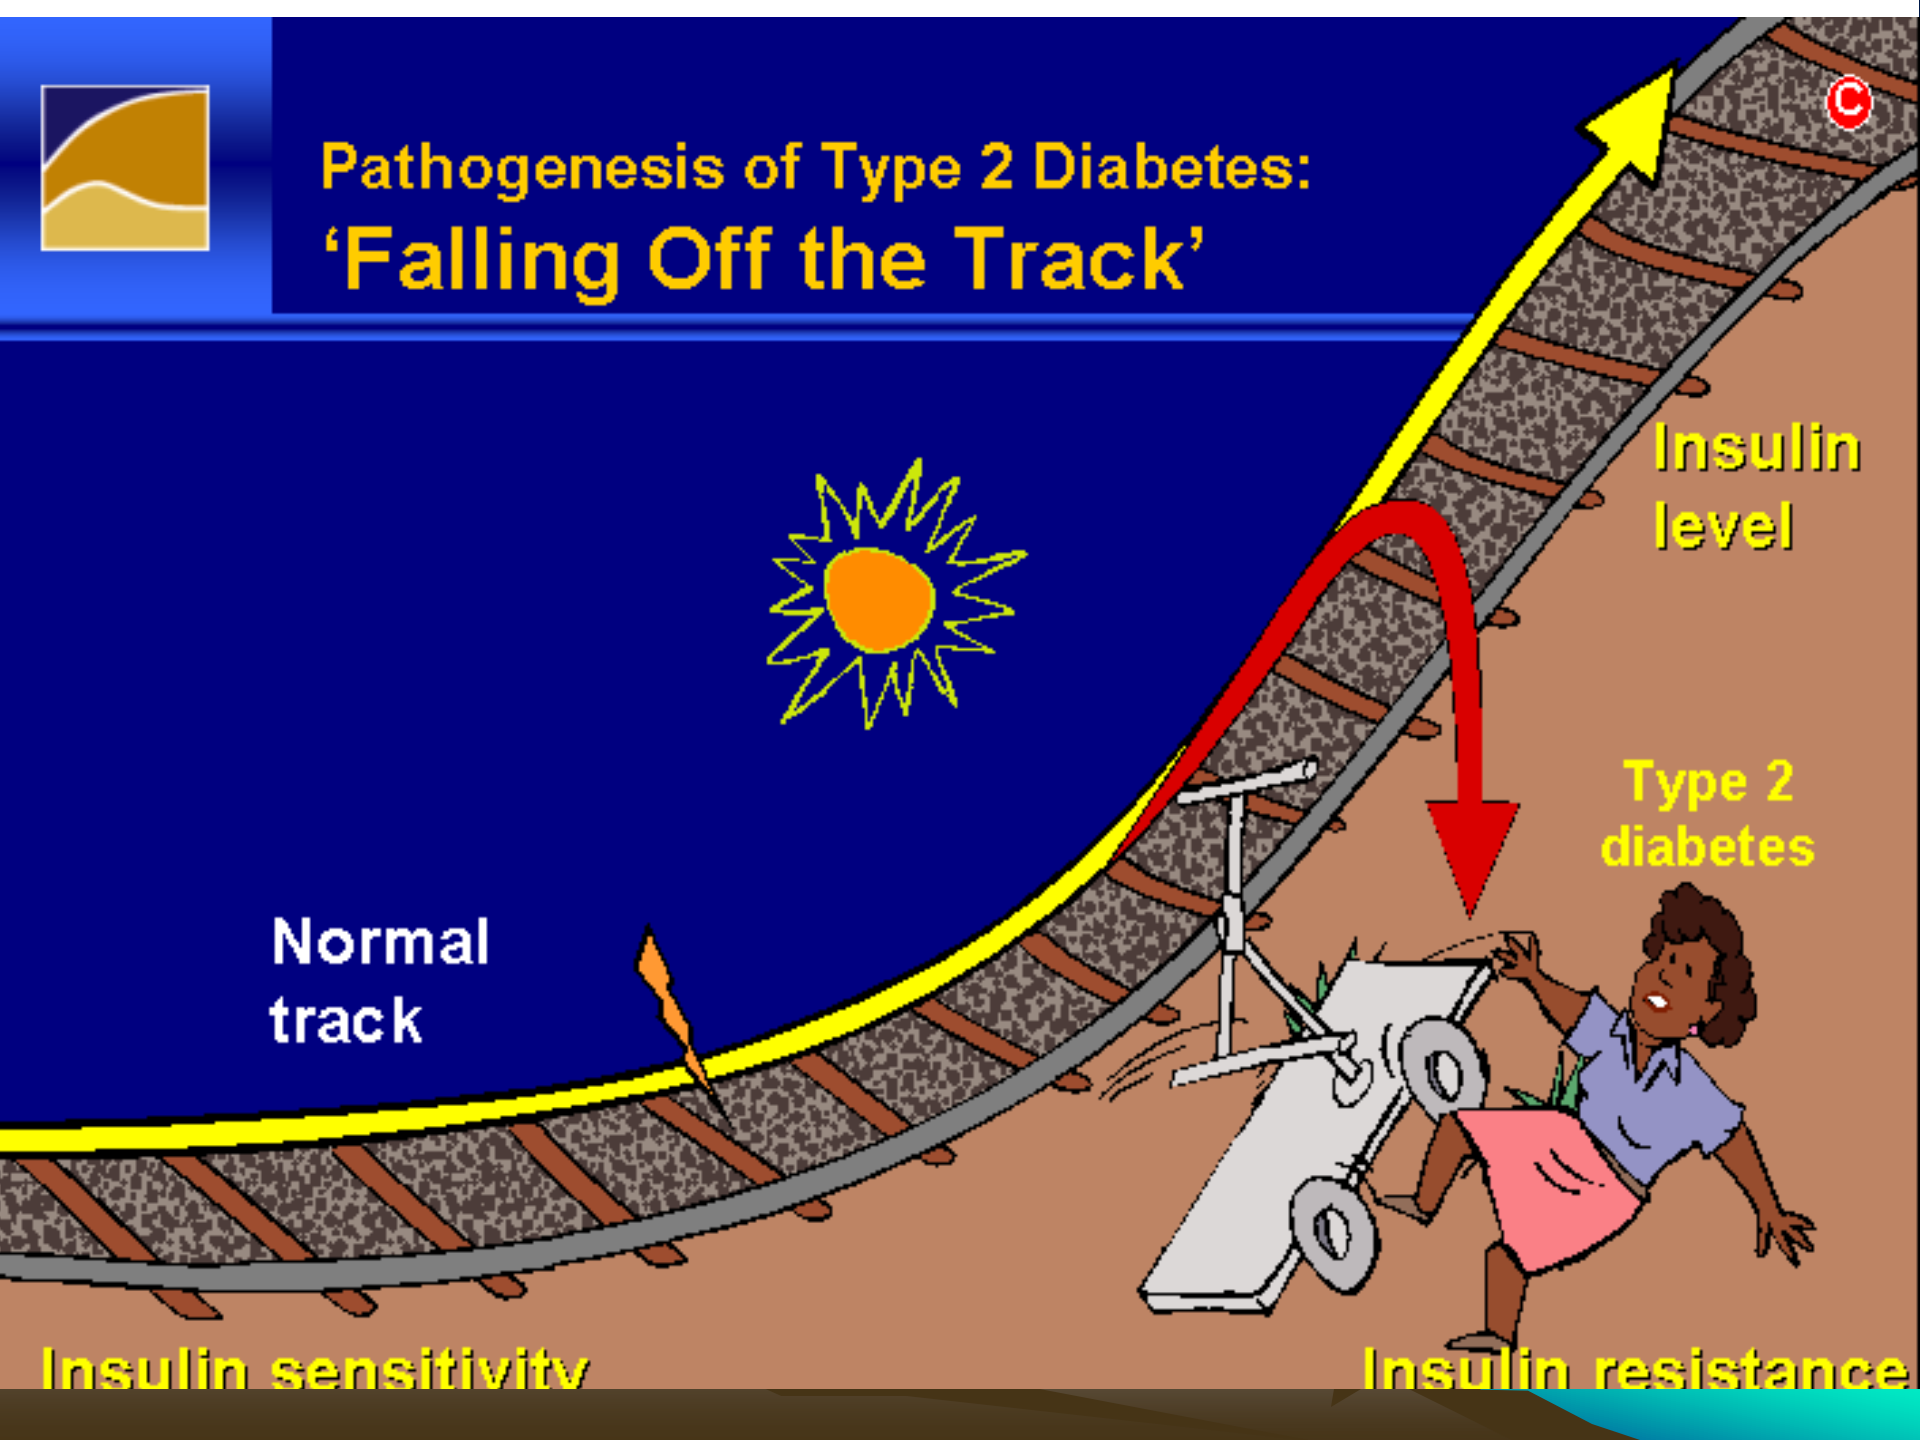 Pathogenesis of Type 2 Diabetes:
‘Falling Off the Track’
C
Insulin
level
Type 2
diabetes
Normal
track
Insulin sensitivity
Insulin resistance